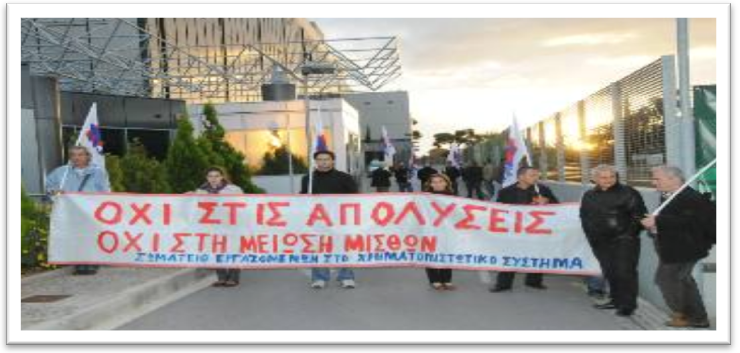 ΟΧΙ ΣΤΙΣ ΑΠΟΛΥΣΕΙΣ
ΟΧΙ ΣΤΗ ΜΕΙΩΣΗ ΜΙΣΘΩΝ
ΣΩΜΑΤΕΙΟ ΕΡΓΑΖΟΜΕΝΩΝ ΣΤΟ ΧΡΗΜΑΤΟΠΙΣΤΩΤΙΚΟ ΣΥΣΤΗΜΑ